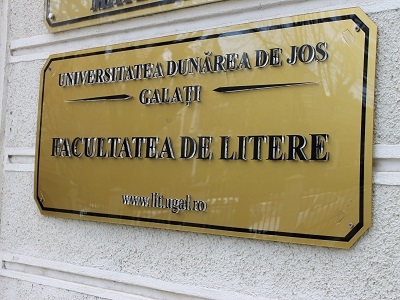 UNIVERSITATEA DUNĂREA DE JOS
GALAȚI
FACULTATEA DE LITERE
www.lit.ugal.ro